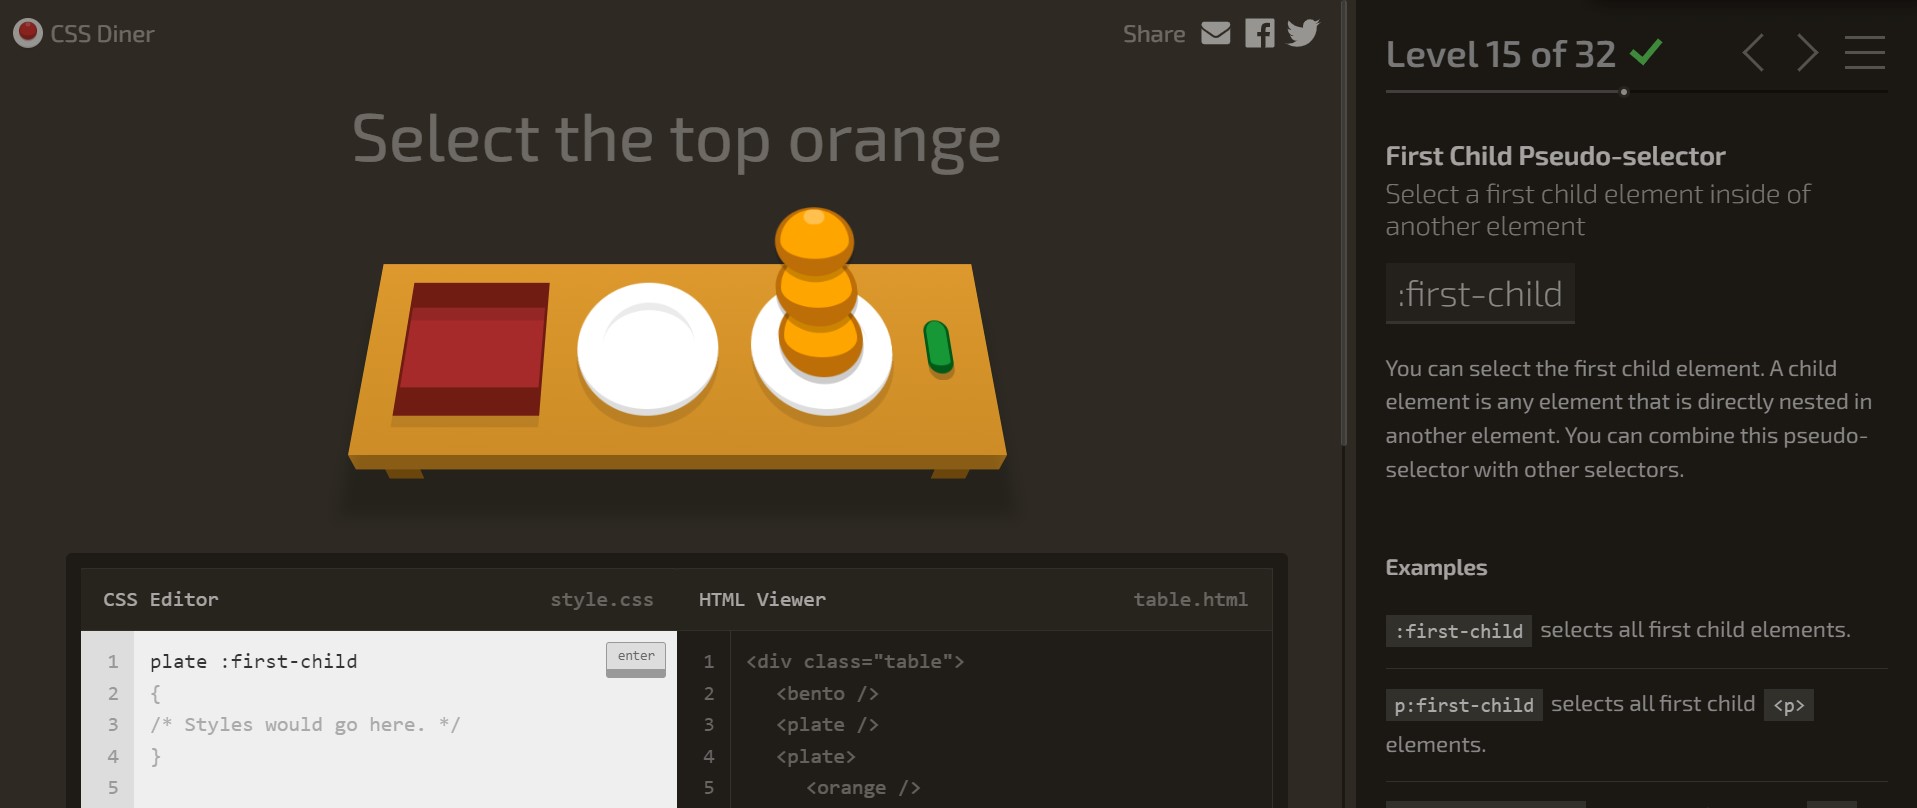 CSS Diner
Share
Select the top orange
CSS Editor
style.css
1 plate :first-child
enter
2 {
3 /* Styles would go here. */
4 }
5
HTML Viewer
table.html
1 <div class="table">
2 <bento />
3 <plate />
4 <plate>
5 <orange />
Level 15 of 32
First Child Pseudo-selector
Select a first child element inside of
another element
:first-child
You can select the first child element. A child
element is any element that is directly nested in
another element. You can combine this pseudo-
selector with other selectors.
Examples
:first-child selects all first child elements.
p:first-child selects all first child <p>
elements.